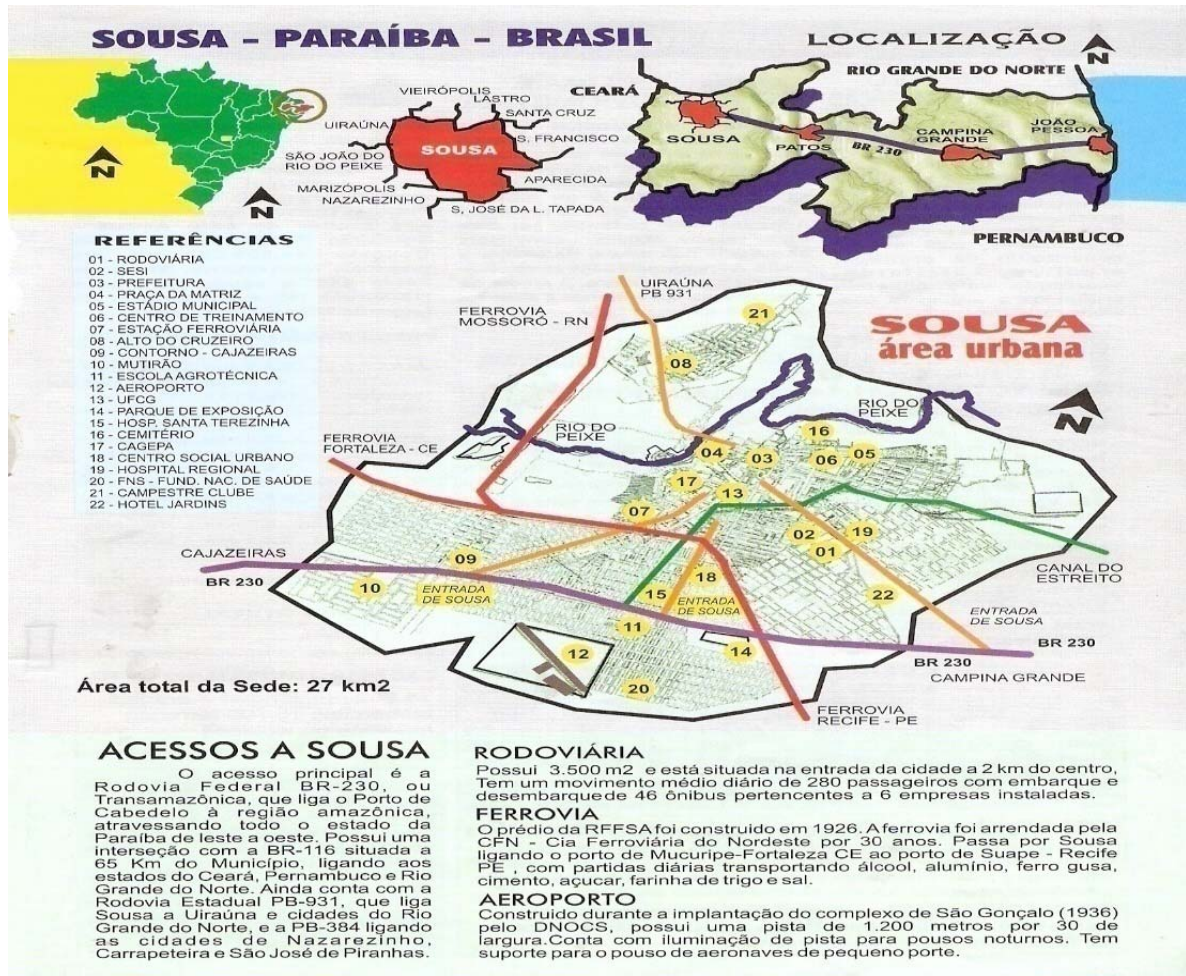 SOUSA - PARAÍBA - BRASIL
LOCALIZAÇÃO
N
RIO GRANDE DO NORTE
CEARÁ
VIEIRÓPOLIS
LASTRO
SANTA CRUZ
UIRAÚNA
S. FRANCISCO
SOUSA
SÃO JOÃO DO
RIO DO PEIXE
APARECIDA
MARIZÓPOLIS
NAZAREZINHO
S, JOSÉ DA L. TAPADA
N
N
SOUSA
PATOS
BR 230
CAMPINA
GRANDE
JOÃO
PESSOA
PERNAMBUCO
REFERÊNCIAS
01 - RODOVIÁRIA
02 - SESI
03 - PREFEITURA
04 - PRAÇA DA MATRIZ
05 - ESTÁDIO MUNICIPAL
06 - CENTRO DE TREINAMENTO
07 - ESTAÇÃO FERROVIÁRIA
08 - ALTO DO CRUZEIRO
09 - CONTORNO - CAJAZEIRAS
10 - MUTIRÃO
11 - ESCOLA AGROTÉCNICA
12 - AEROPORTO
13 - UFCG
14 - PARQUE DE EXPOSIÇÃO
15 - HOSP. SANTA TEREZINHA
16 - CEMITÉRIO
17 - CAGEPA
18 - CENTRO SOCIAL URBANO
19 - HOSPITAL REGIONAL
20 - FNS - FUND. NAC. DE SAÚDE
21 - CAMPESTRE CLUBE
22 - HOTEL JARDINS
UIRAÚNA
PB 931
FERROVIA
MOSSORÓ - RN
21
SOUSA
área urbana
08
N
RIO DO
PEIXE
RIO DO
PEIXE
16
FERROVIA
FORTALEZA - CE
04
03
06
05
17
13
07
02
19
01
CAJAZEIRAS
09
CANAL DO
ESTREITO
BR 230
10
ENTRADA
DE SOUSA
18
15
ENTRADA
DE SOUSA
22
ENTRADA
DE SOUSA
11
14
12
BR 230
BR 230
CAMPINA GRANDE
20
Área total da Sede: 27 km2
FERROVIA
RECIFE - PE
ACESSOS A SOUSA
O acesso principal é a
Rodovia Federal BR-230, ou
Transamazônica, que liga o Porto de
Cabedelo à região amazônica,
atravessando todo o estado da
Paraíba de leste a oeste. Possui uma
interseção com a BR-116 situada a
65 Km do Município, ligando aos
estados do Ceará, Pernambuco e Rio
Grande do Norte. Ainda conta com a
Rodovia Estadual PB-931, que liga
Sousa a Uiraúna e cidades do Rio
Grande do Norte, e a PB-384 ligando
as cidades de Nazarezinho,
Carrapeteira e São José de Piranhas.
RODOVIÁRIA
Possui 3.500 m2 e está situada na entrada da cidade a 2 km do centro,
Tem um movimento médio diário de 280 passageiros com embarque e
desembarque de 46 ônibus pertencentes a 6 empresas instaladas.
FERROVIA
O prédio da RFFSA foi construido em 1926. A ferrovia foi arrendada pela
CFN - Cia Ferroviária do Nordeste por 30 anos. Passa por Sousa
ligando o porto de Mucuripe-Fortaleza CE ao porto de Suape - Recife
PE , com partidas diárias transportando álcool, alumínio, ferro gusa,
cimento, açucar, farinha de trigo e sal.
AEROPORTO
Construido durante a implantação do complexo de São Gonçalo (1936)
pelo DNOCS, possui uma pista de 1.200 metros por 30 de
largura.Conta com iluminação de pista para pousos noturnos. Tem
suporte para o pouso de aeronaves de pequeno porte.